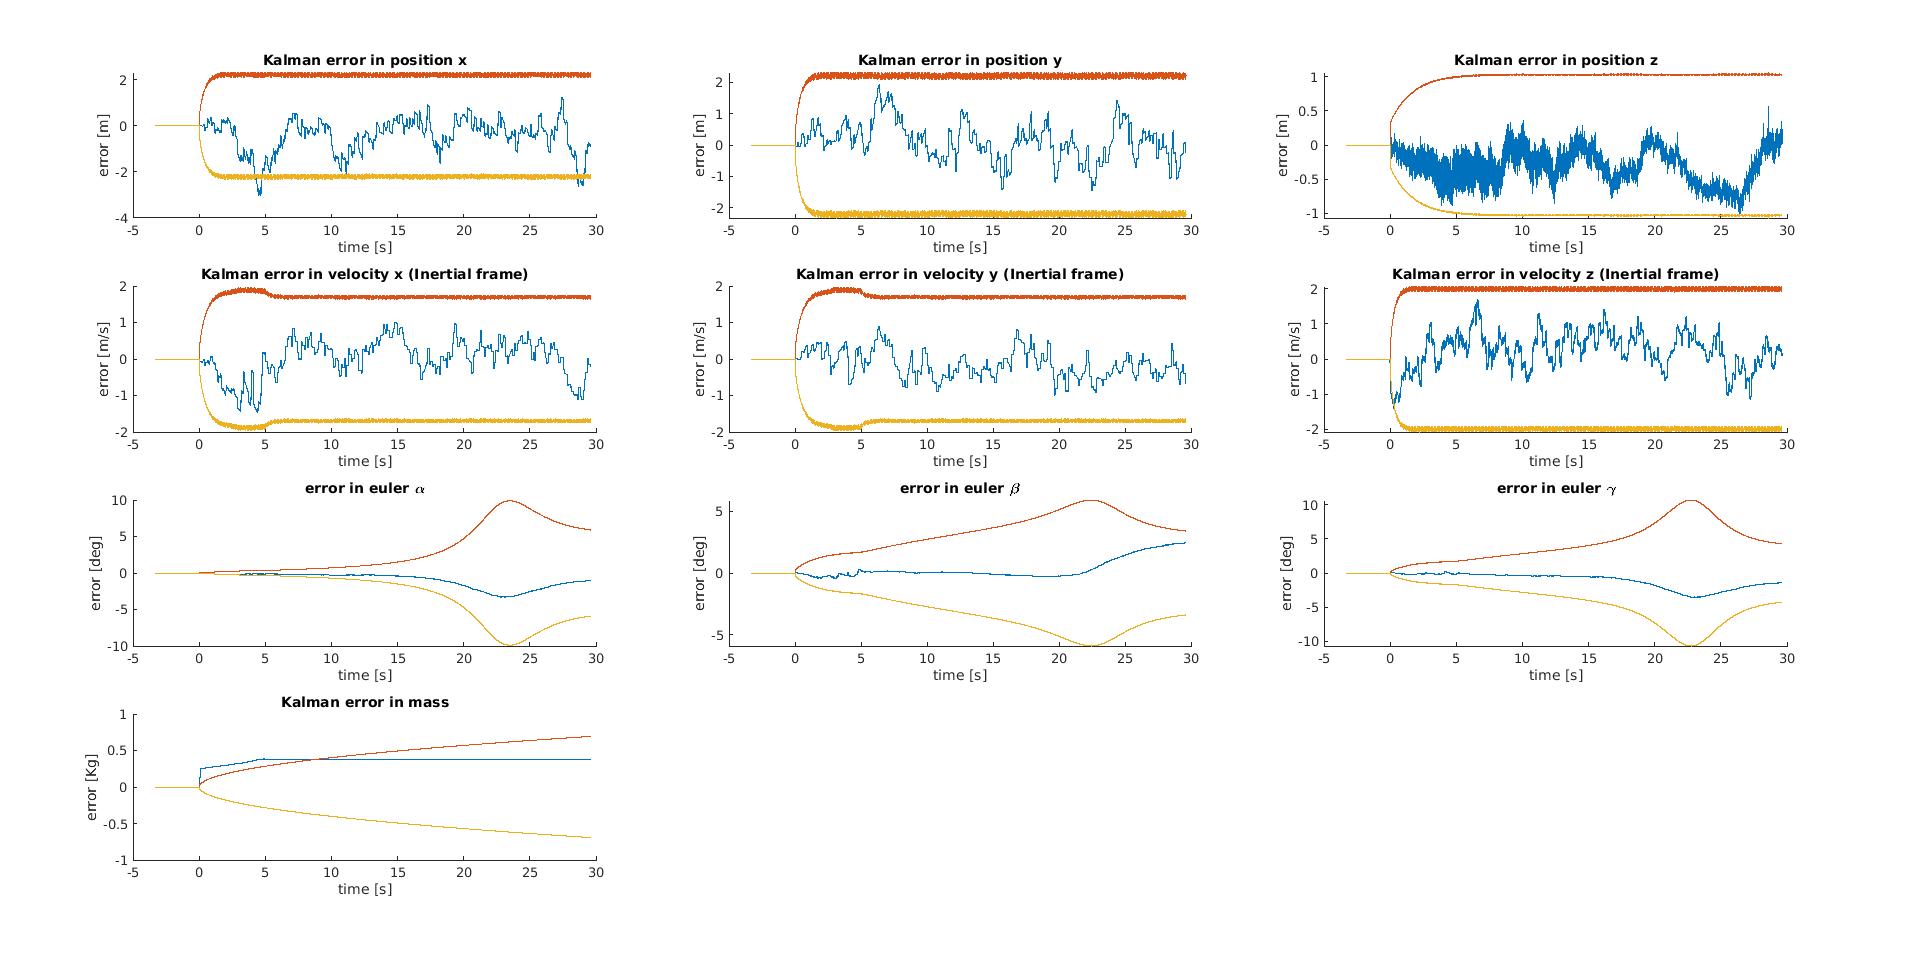 Kalman error in position x
error [m]
2
0
-2
-4
-5 0 5 10 15 20 25 30
time [s]
Kalman error in position y
error [m]
2
1
0
-1
-2
-5 0 5 10 15 20 25 30
time [s]
Kalman error in position z
error [m]
1
0.5
0
-0.5
-1
-5 0 5 10 15 20 25 30
time [s]
Kalman error in velocity x (Inertial frame)
error [m/s]
2
1
0
-1
-2
-5 0 5 10 15 20 25 30
time [s]
Kalman error in velocity y (Inertial frame)
error [m/s]
2
1
0
-1
-2
-5 0 5 10 15 20 25 30
time [s]
Kalman error in velocity z (Inertial frame)
error [m/s]
2
1
0
-1
-2
-5 0 5 10 15 20 25 30
time [s]
error in euler α
error [deg]
10
5
0
-5
-10
-5 0 5 10 15 20 25 30
time [s]
error in euler β
error [deg]
5
0
-5
-5 0 5 10 15 20 25 30
time [s]
error in euler γ
error [deg]
10
5
0
-5
-10
-5 0 5 10 15 20 25 30
time [s]
Kalman error in mass
error [Kg]
1
0.5
0
-0.5
-1
-5 0 5 10 15 20 25 30
time [s]